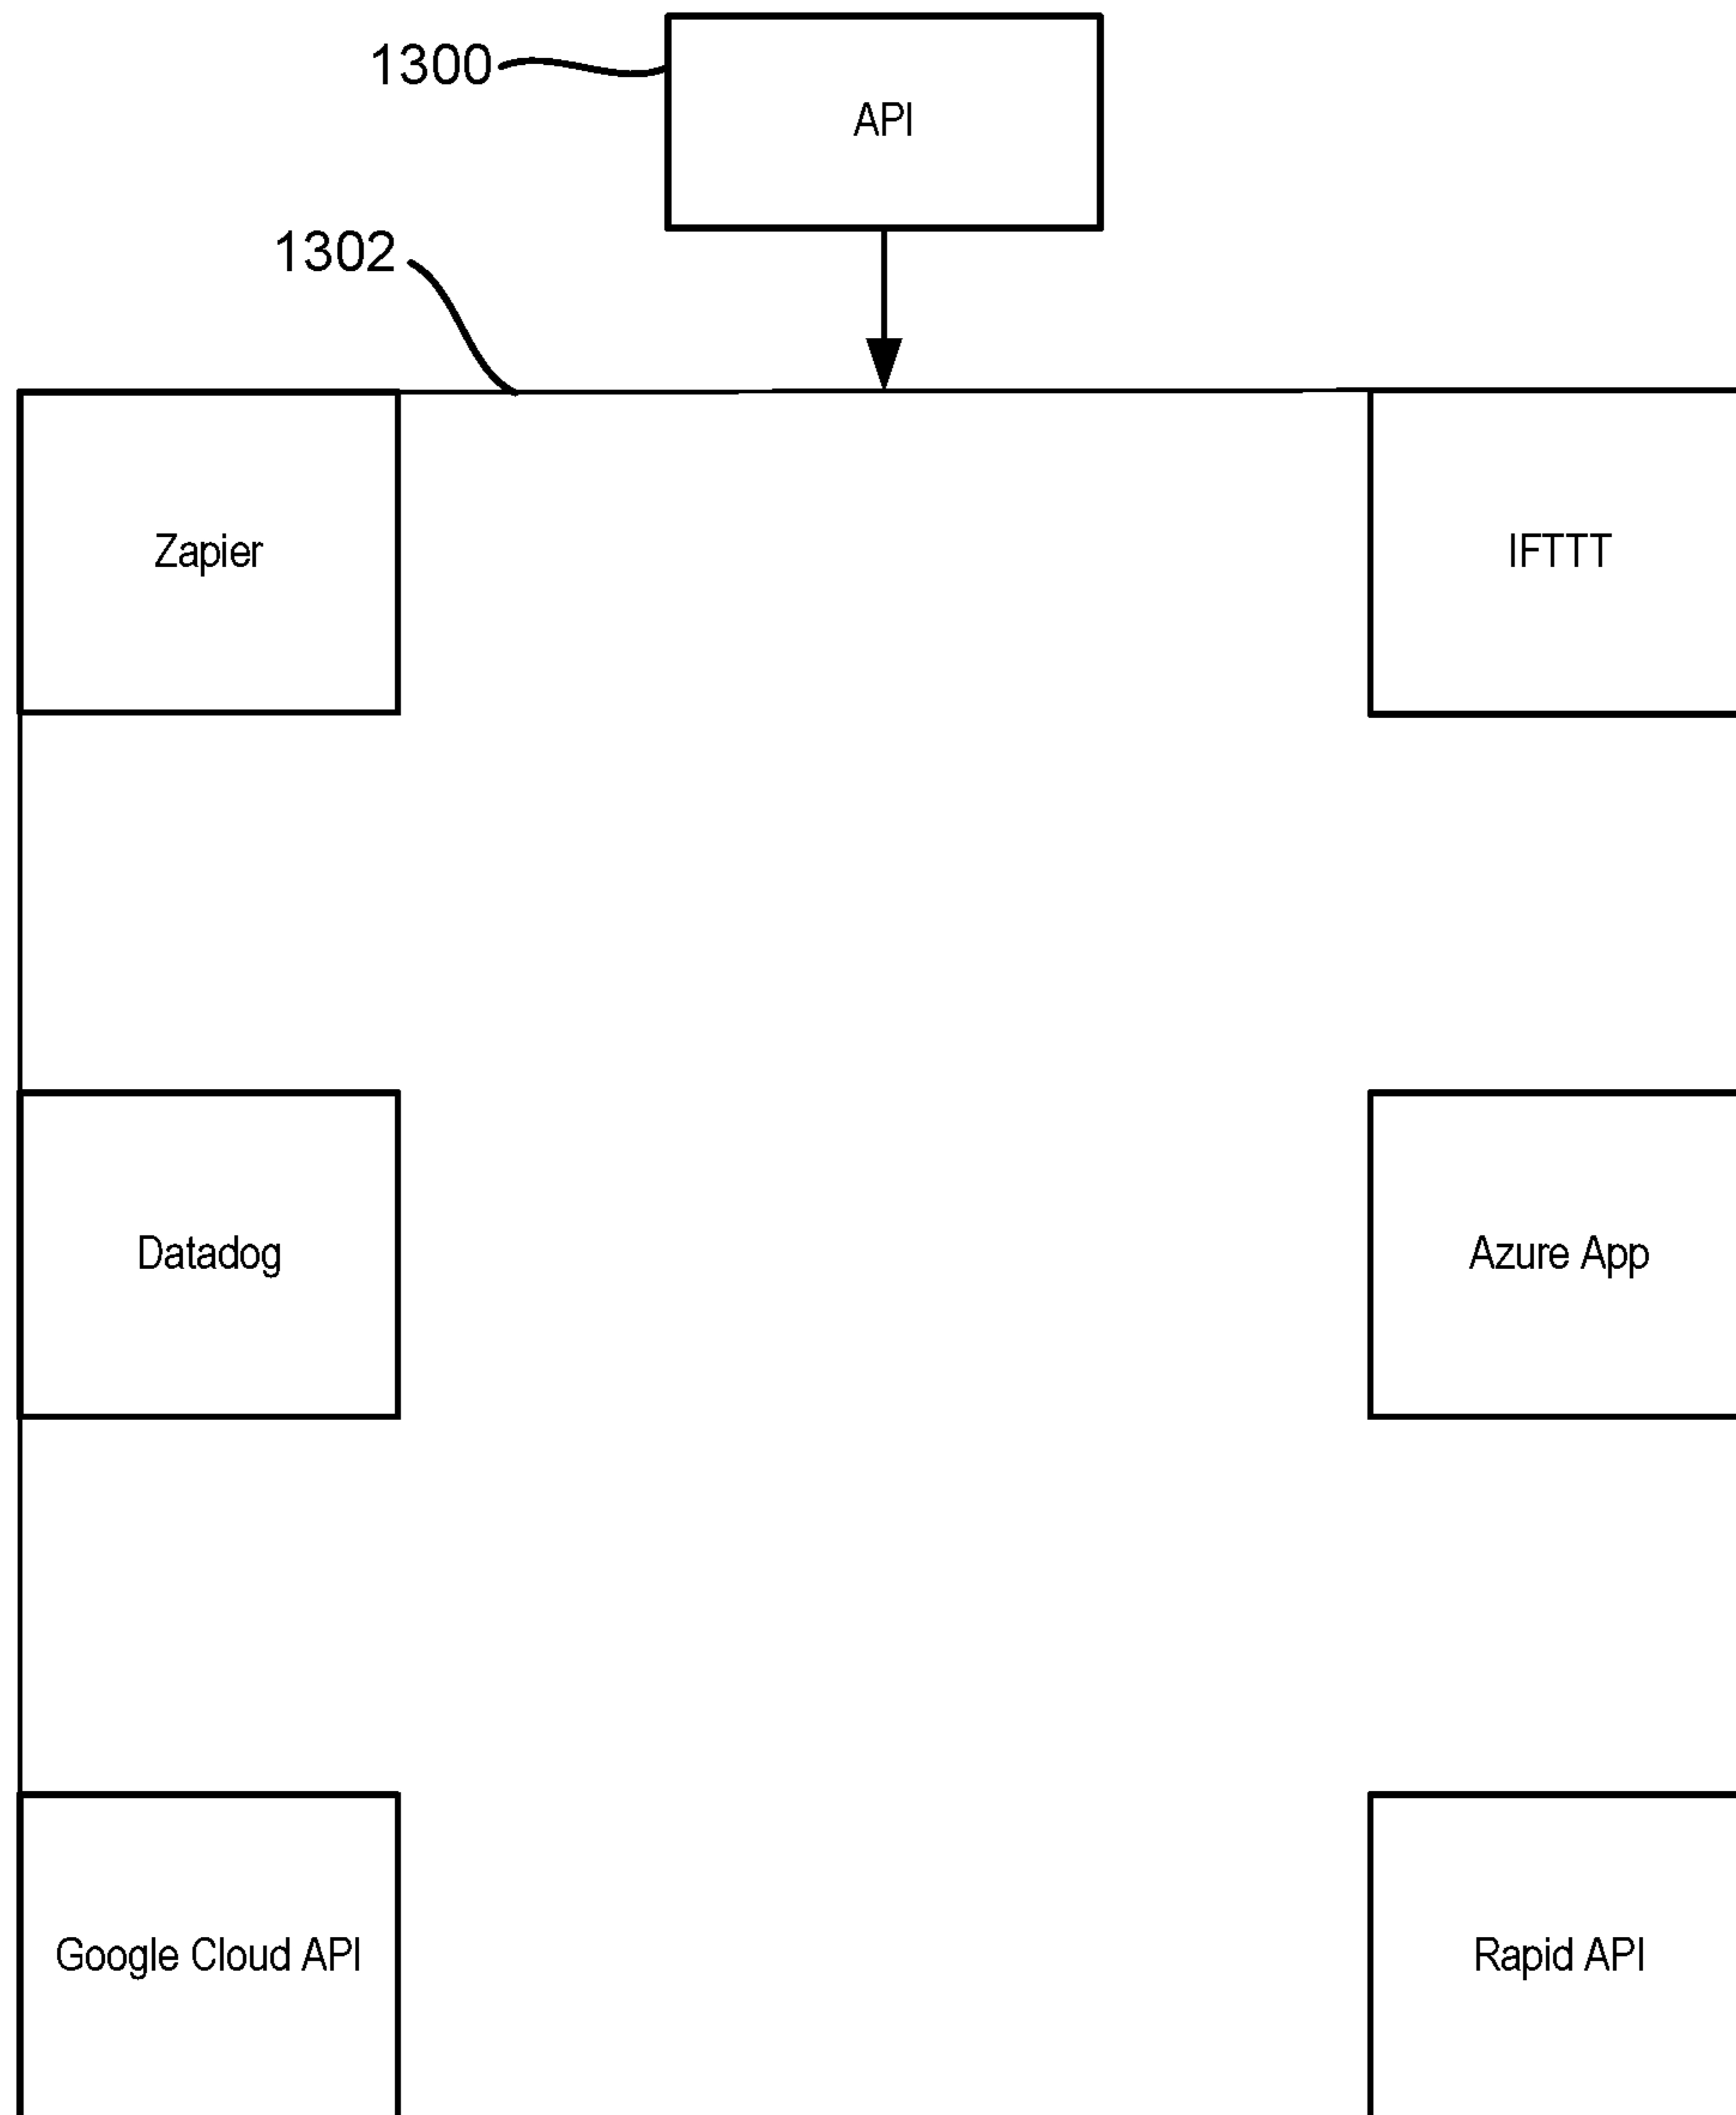 1300
API
1302
Zapier
IFTTT
Datadog
Azure App
Google Cloud API
Rapid API